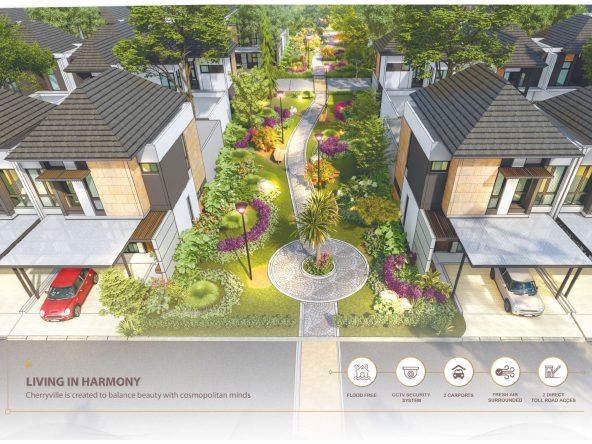 LIVING IN HARMONY
Cherryville is created to balance beauty with cosmopolitan minds
FLOOD FREE
CCTV SECURITY
SYSTEM
2 CARPORTS
FRESH AIR
SURROUNDED
2 DIRECT
TOLL ROAD ACCES